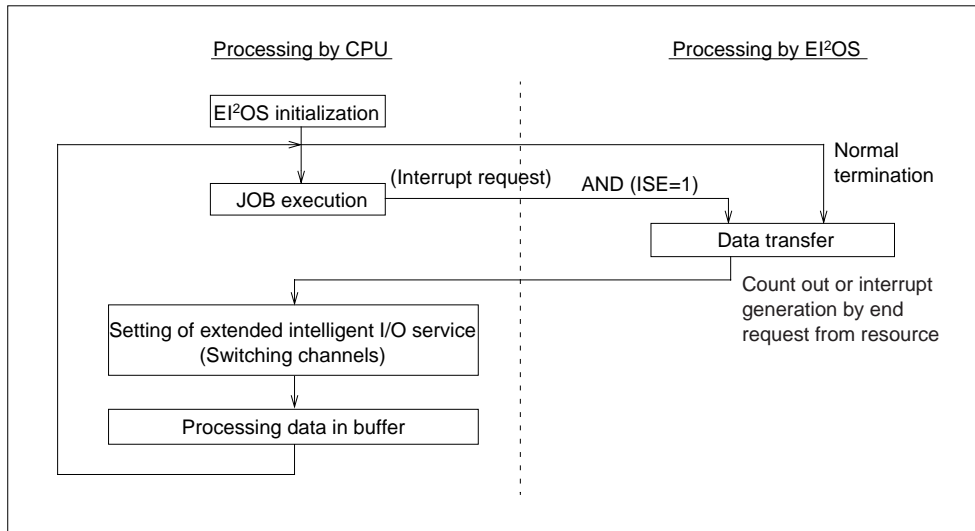 Processing by CPU
Processing by EI²OS
EI²OS initialization
Normal
termination
(Interrupt request)
AND (ISE=1)
JOB execution
Data transfer
Count out or interrupt
generation by end
request from resource
Setting of extended intelligent I/O service
(Switching channels)
Processing data in buffer